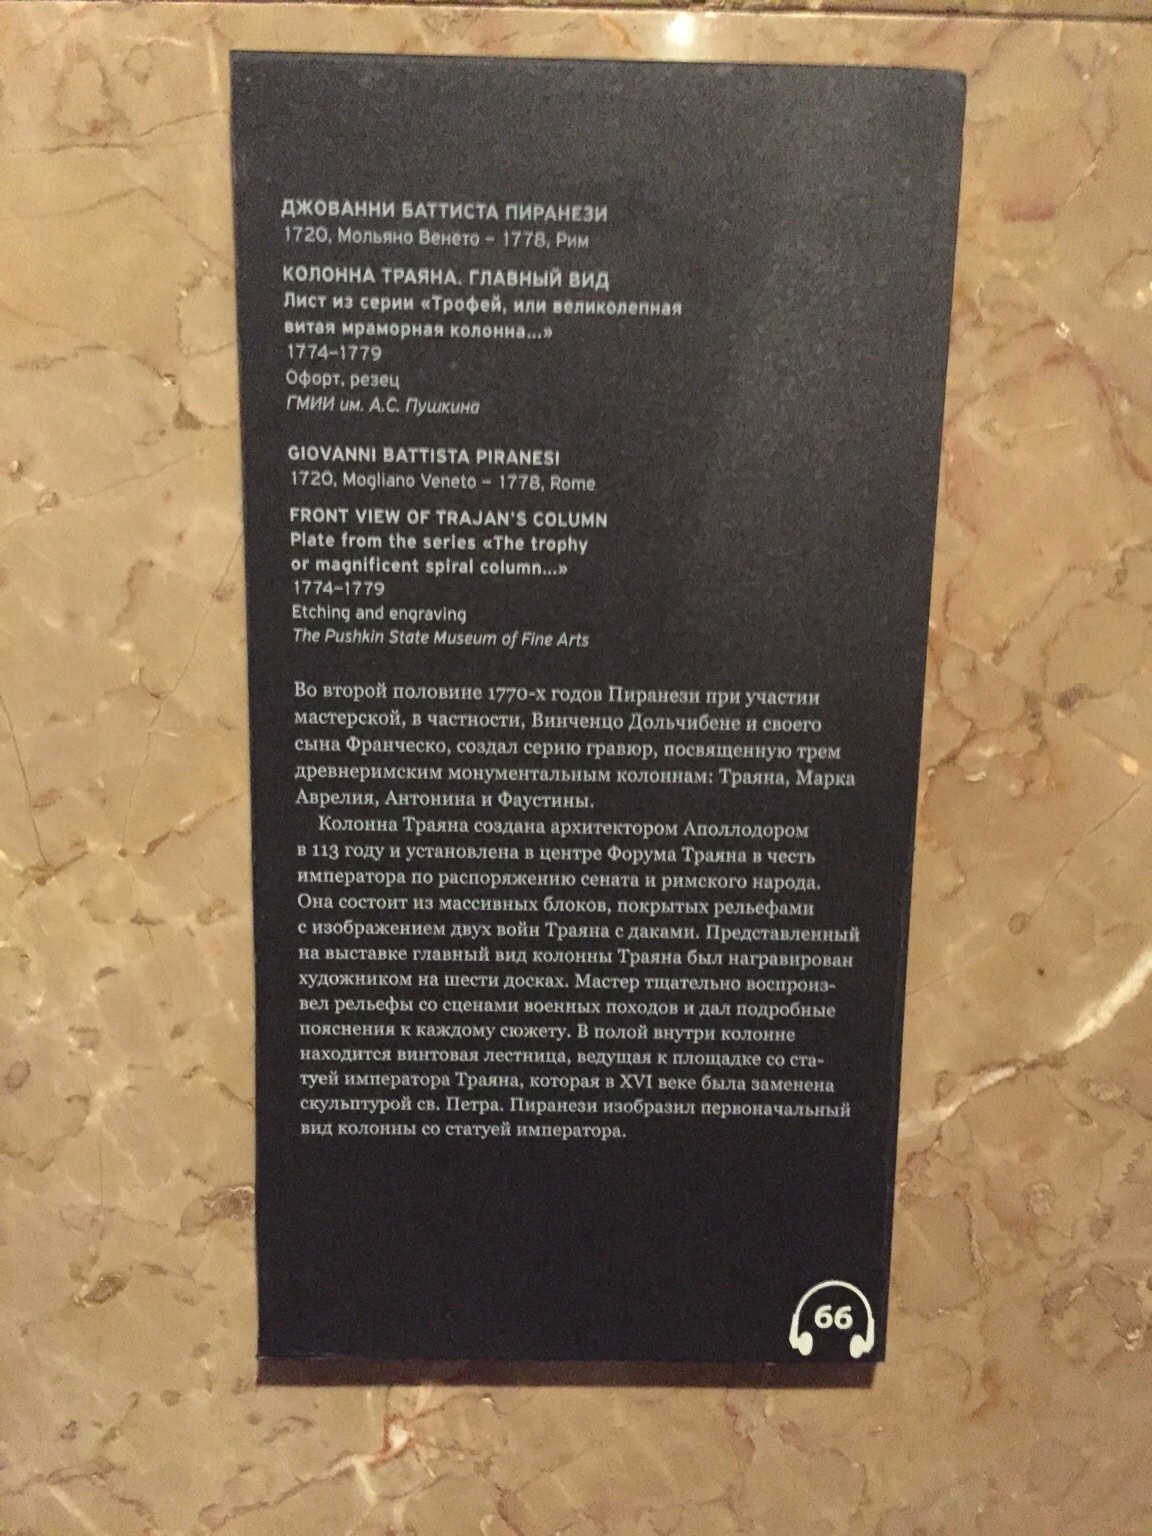 ДЖОВАННИ БАТТИСТА ПИРАНЕЗИ
1720, Мольяно Венето – 1778, Рим
КОЛОННА ТРАЯНА. ГЛАВНЫЙ ВИД
Лист из серии «Трофей, или великолепная
витая мраморная колонна...»
1774–1779
Офорт, резец
ГМИИ им. А.С. Пушкина
GIOVANNI BATTISTA PIRANESI
1720, Mogliano Veneto – 1778, Rome
FRONT VIEW OF TRAJAN'S COLUMN
Plate from the series «The trophy
or magnificent spiral column...»
1774–1779
Etching and engraving
The Pushkin State Museum of Fine Arts
Во второй половине 1770-х годов Пиранези при участии
мастерской, в частности, Винченцо Дольчибене и своего
сына Франческо, создал серию гравюр, посвященную трем
древнеримским монументальным колоннам: Траяна, Марка
Аврелия, Антонина и Фаустины.
Колонна Траяна создана архитектором Аполлодором
в 113 году и установлена в центре Форума Траяна в честь
императора по распоряжению сената и римского народа.
Она состоит из массивных блоков, покрытых рельефами
с изображением двух войн Траяна с даками. Представленный
на выставке главный вид колонны Траяна был награвирован
художником на шести досках. Мастер тщательно воспроиз-
вел рельефы со сценами военных походов и дал подробные
пояснения к каждому сюжету. В полой внутри колонне
находится винтовая лестница, ведущая к площадке со ста-
туей императора Траяна, которая в XVI веке была заменена
скульптурой св. Петра. Пиранези изобразил первоначальный
вид колонны со статуей императора.
66